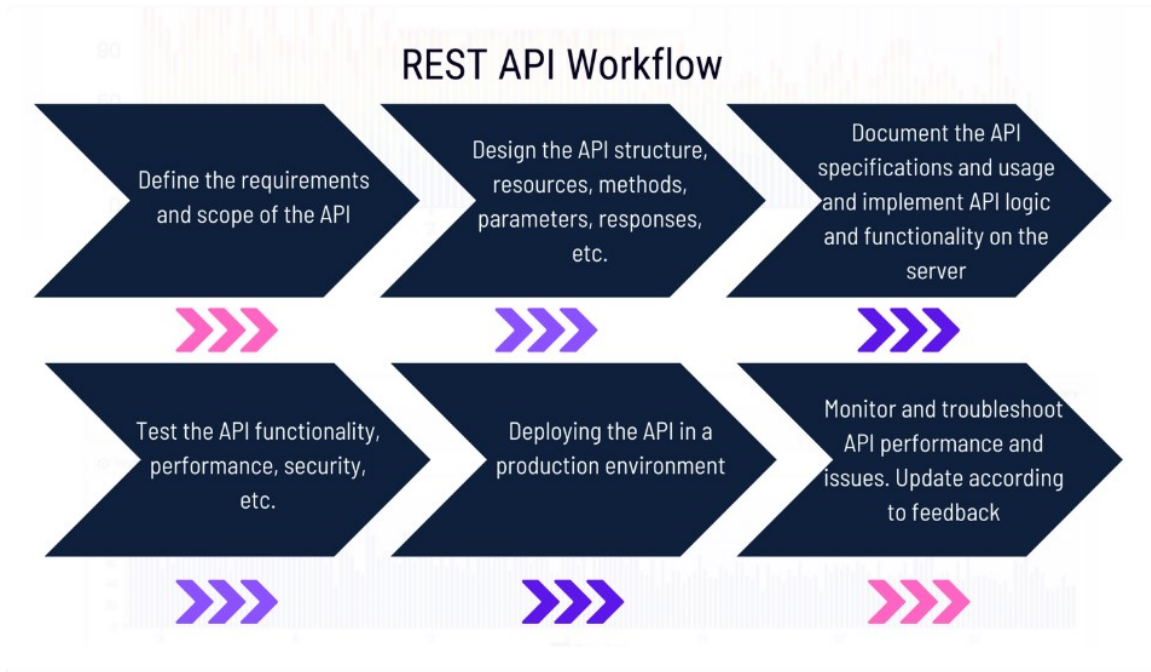 REST API Workflow
Define the requirements
and scope of the API
Design the API structure,
resources, methods,
parameters, responses,
etc.
Document the API
specifications and usage
and implement API logic
and functionality on the
server
Test the API functionality,
performance, security,
etc.
Deploying the API in a
production environment
Monitor and troubleshoot
API performance and
issues. Update according
to feedback